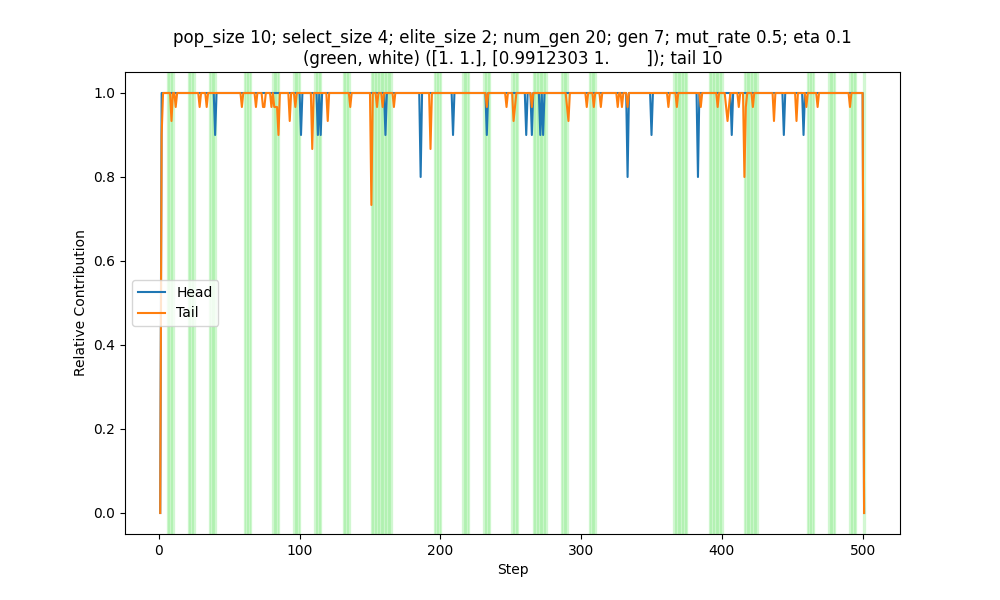 pop_size 10; select_size 4; elite_size 2; num_gen 20; gen 7; mut_rate 0.5; eta 0.1
(green, white) ([1. 1.], [0.9912303 1.        ]); tail 10
1.0
0.8
0.6
0.4
0.2
0.0
Relative Contribution
Head
Tail
0
100
200
300
400
500
Step